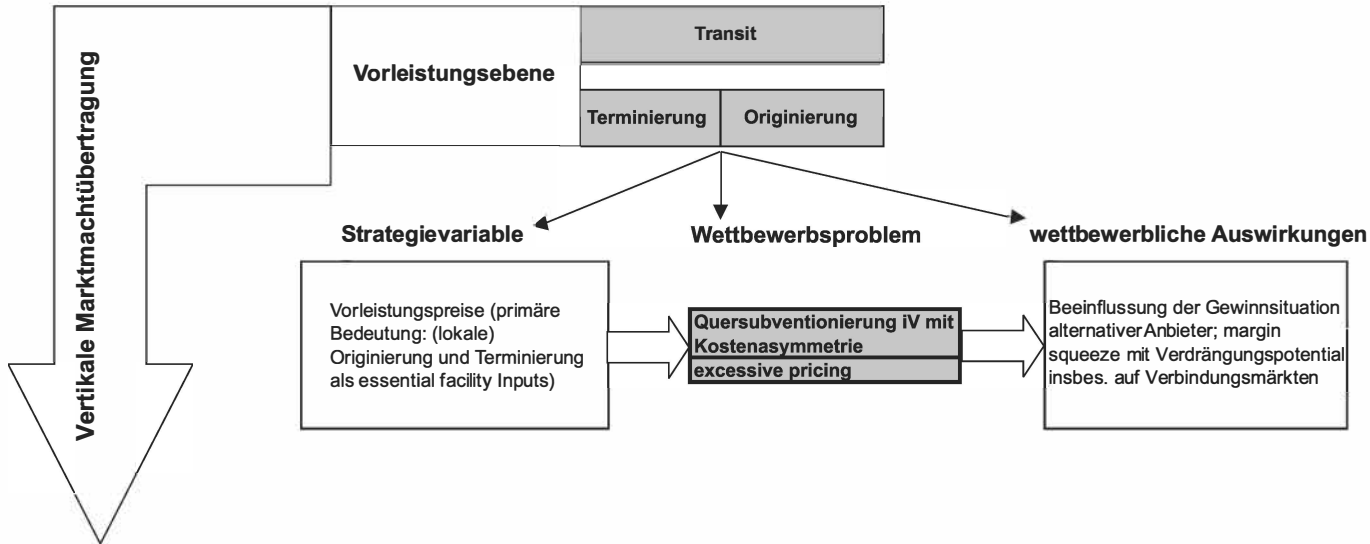 Vertikale Marktmachtübertragung
Vorleistungsebene
Transit
Terminierung
Originierung
Strategievariable
Wettbewerbsproblem
wettbewerbliche Auswirkungen
Vorleistungspreise (primäre
Bedeutung: (lokale)
Originierung und Terminierung
als essential facility Inputs)
Quersubventionierung iV mit
Kostenasymmetrie
excessive pricing
Beeinflussung der Gewinnsituation
alternativer Anbieter; margin
squeeze mit Verdrängungspotential
insbes. auf Verbindungsmärkten